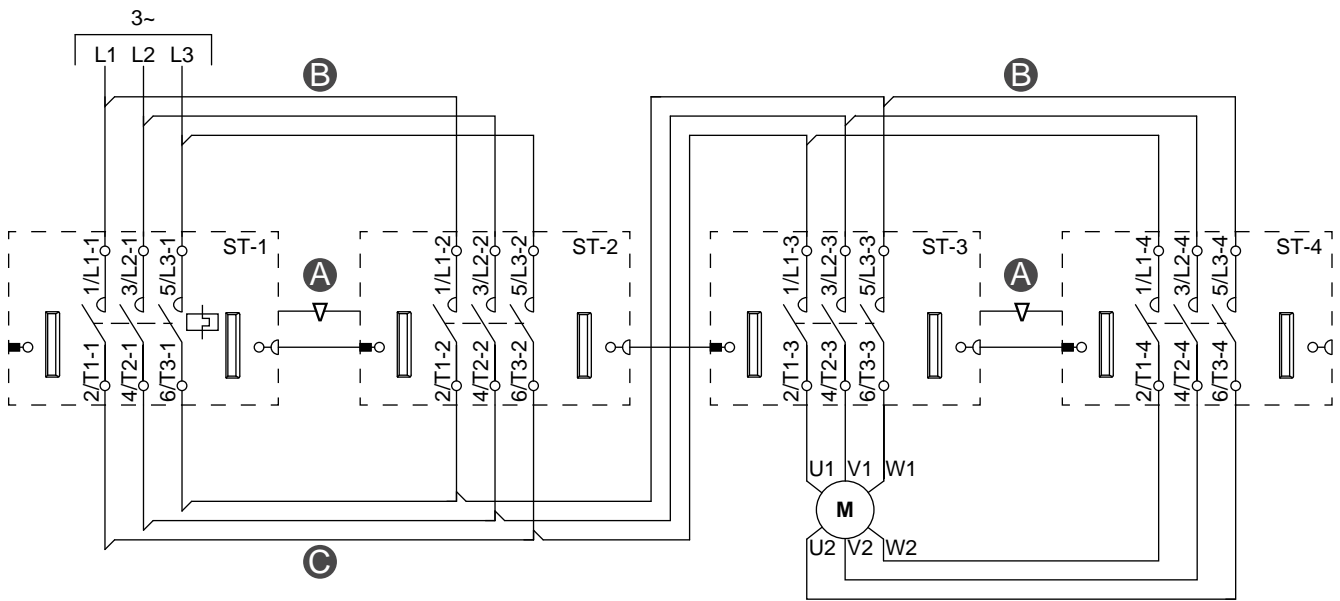 3~
L1 L2 L3
B
B
1/L1-1
3/L2-1
5/L3-1
ST-1
A
1/L1-2
3/L2-2
5/L3-2
ST-2
1/L1-3
3/L2-3
5/L3-3
ST-3
A
1/L1-4
3/L2-4
5/L3-4
ST-4
2/T1-1
4/T2-1
6/T3-1
2/T1-2
4/T2-2
6/T3-2
2/T1-3
4/T2-3
6/T3-3
2/T1-4
4/T2-4
6/T3-4
U1 V1 W1
M
U2 V2 W2
C